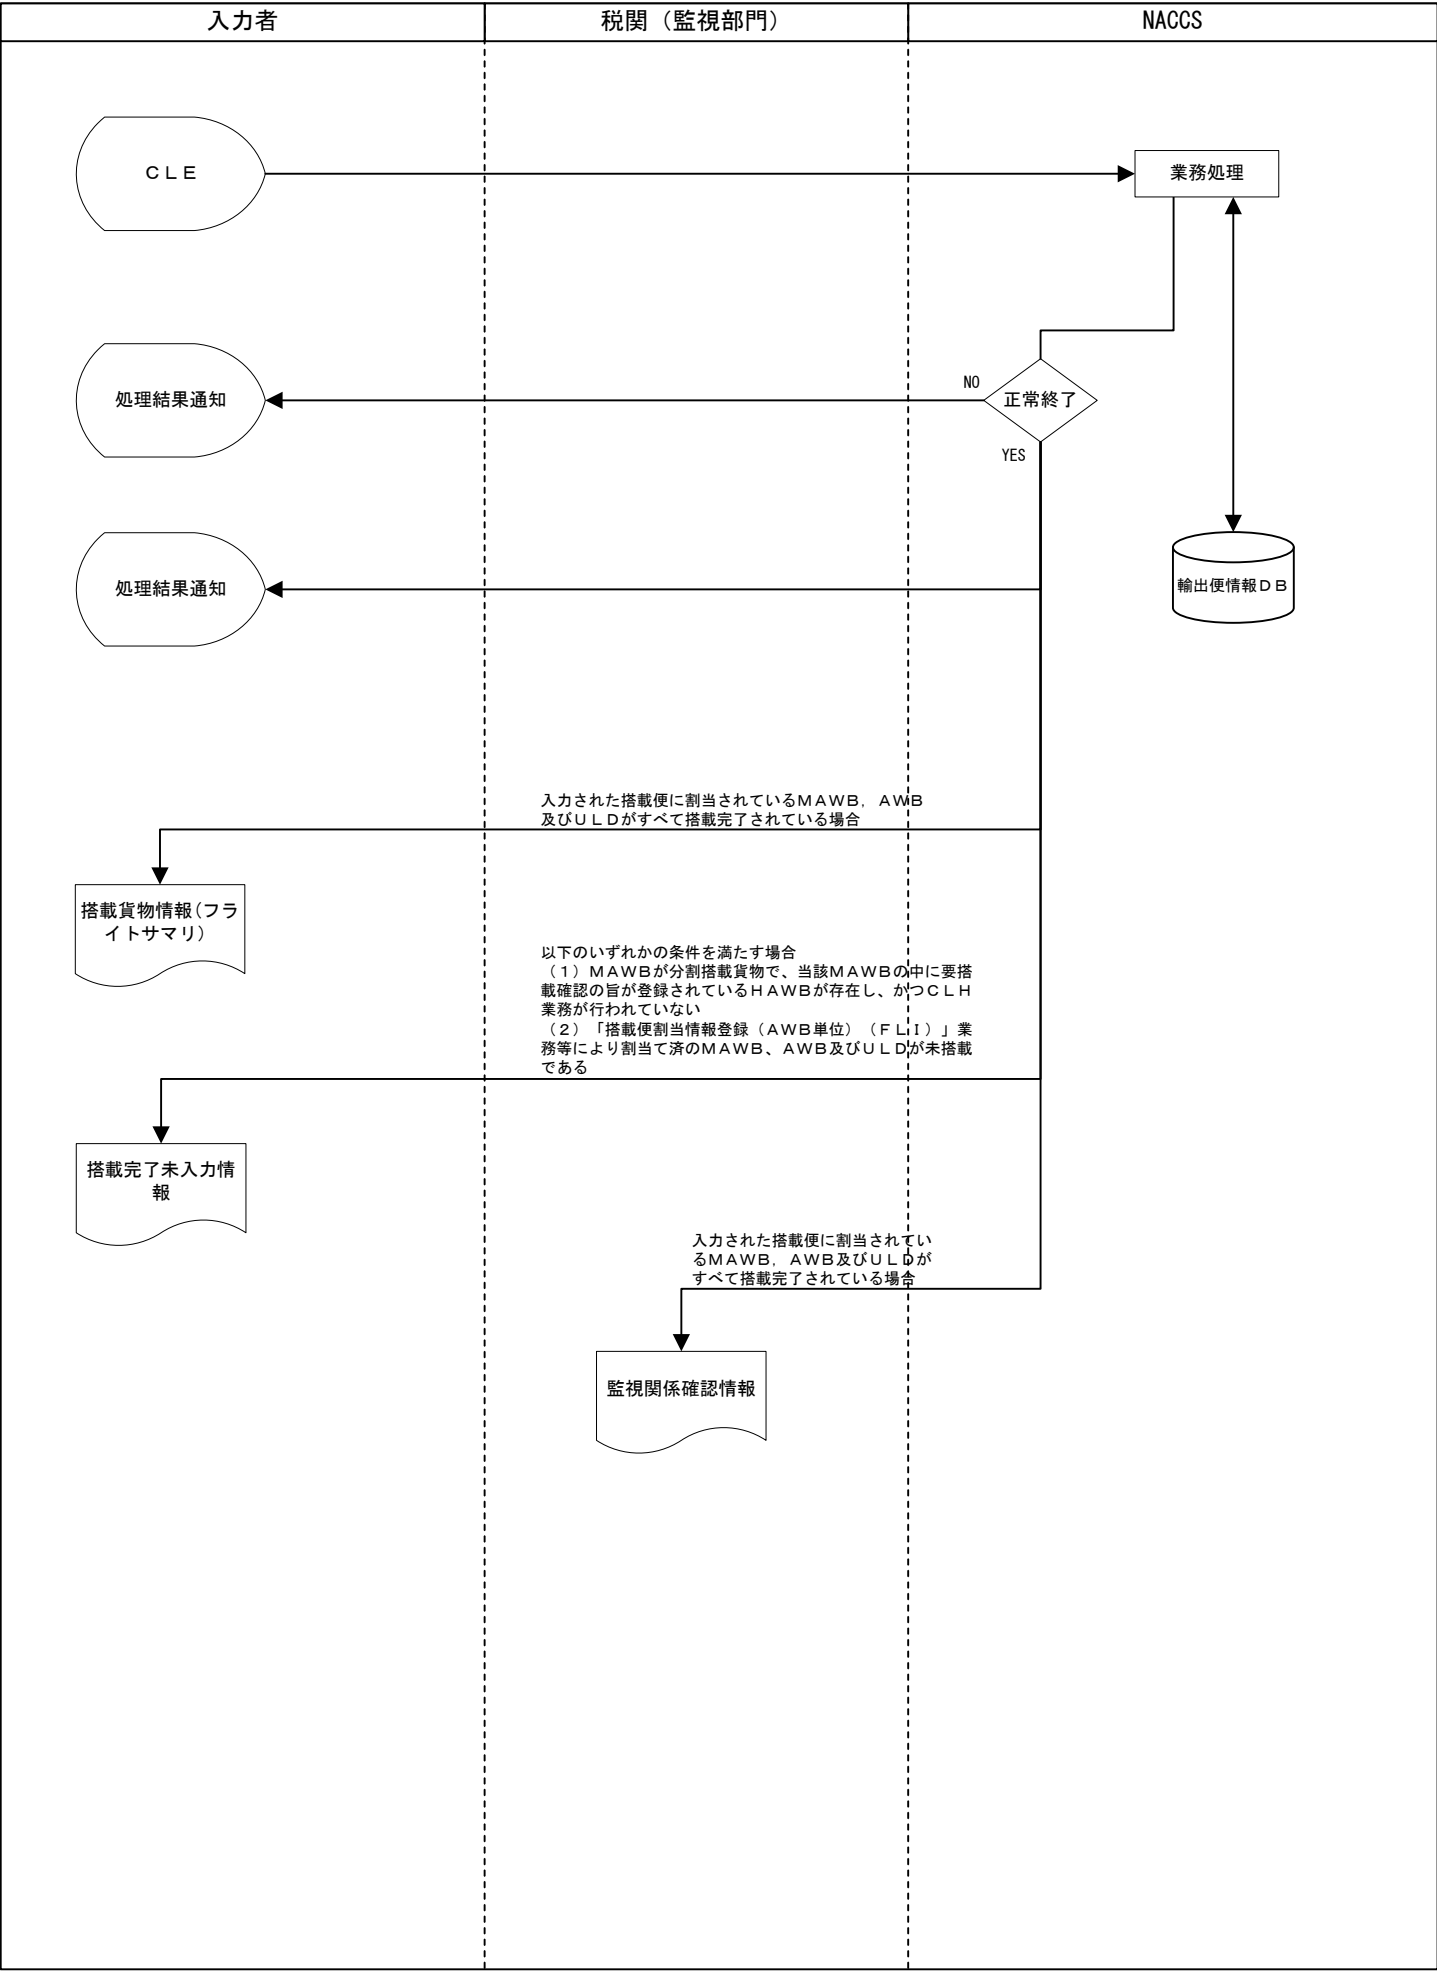 入力者
税関（監視部門）
NACCS
ＣＬＥ
業務処理
処理結果通知
NO
正常終了
YES
処理結果通知
輸出便情報ＤＢ
入力された搭載便に割当されているＭＡＷＢ，ＡＷＢ
及びＵＬＤがすべて搭載完了されている場合
搭載貨物情報（フラ
イトサマリ）
以下のいずれかの条件を満たす場合
（１）ＭＡＷＢが分割搭載貨物で、当該ＭＡＷＢの中に要搭
載確認の旨が登録されているＨＡＷＢが存在し、かつＣＬＨ
業務が行われていない
（２）「搭載便割当情報登録（ＡＷＢ単位）（ＦＬＩ）」業
務等により割当て済のＭＡＷＢ、ＡＷＢ及びＵＬＤが未搭載
である
搭載完了未入力情
報
入力された搭載便に割当されてい
るＭＡＷＢ，ＡＷＢ及びＵＬＤが
すべて搭載完了されている場合
監視関係確認情報